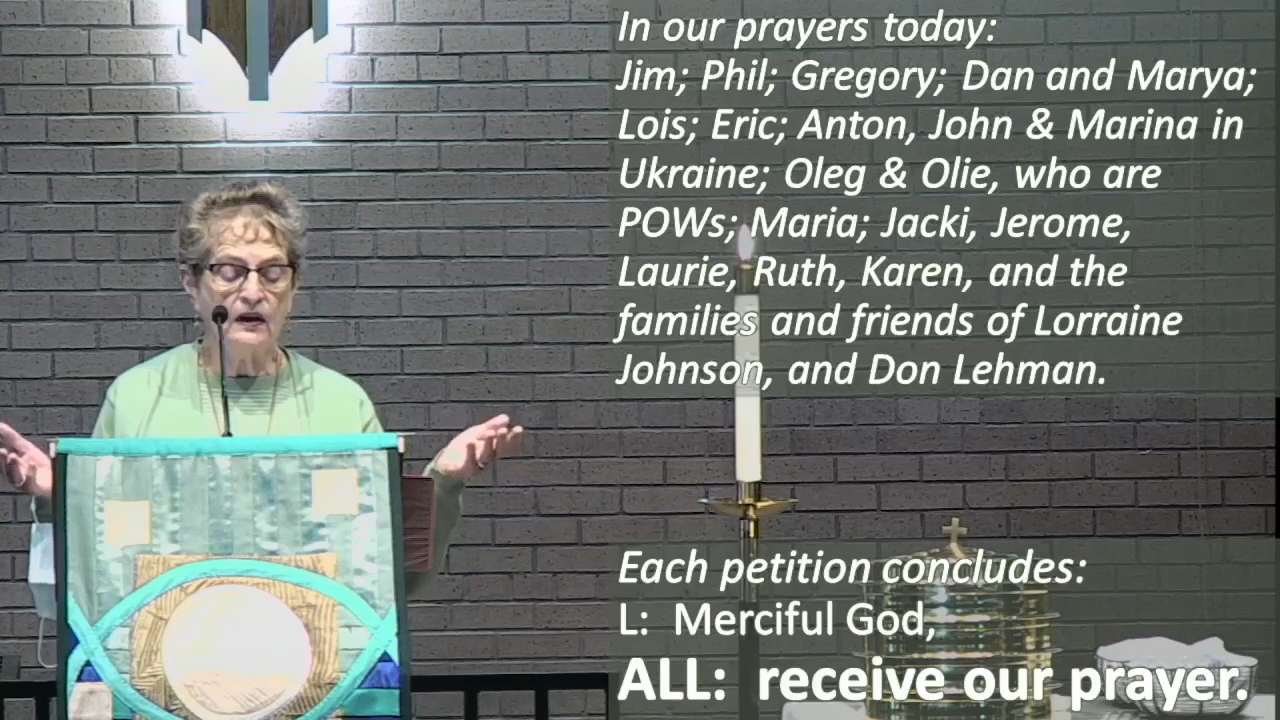 In our prayers today:
Jim; Phil; Gregory; Dan and Marya;
Lois; Eric; Anton, John & Marina in
Ukraine; Oleg & Olie, who are
POWs; Maria; Jacki, Jerome,
Laurie, Ruth, Karen, and the
families and friends of Lorraine
Johnson, and Don Lehman.
Each petition concludes:
L: Merciful God,
ALL: receive our prayer.